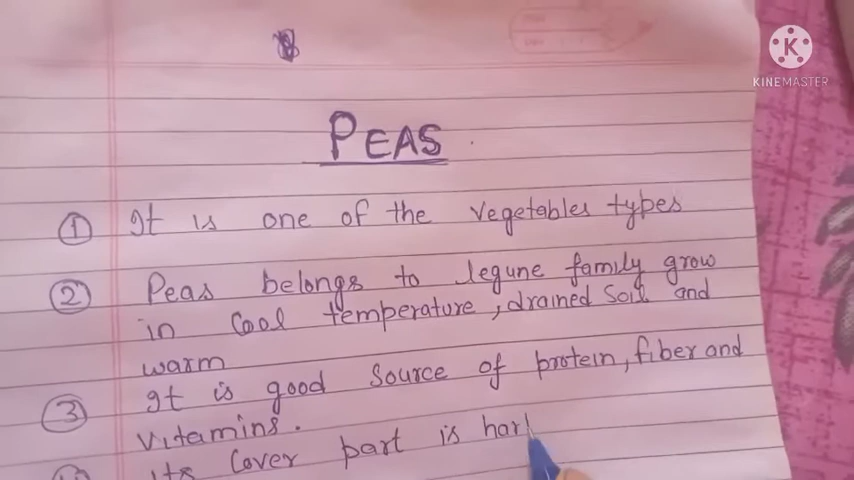 K
KINEMASTER
PEAS
① It is one of the vegetables types
② Peas belongs to legune family grow
in cool temperature, drained soil and
warm
③ It is good source of protein, fiber and
vitamins.
④ its cover part is har